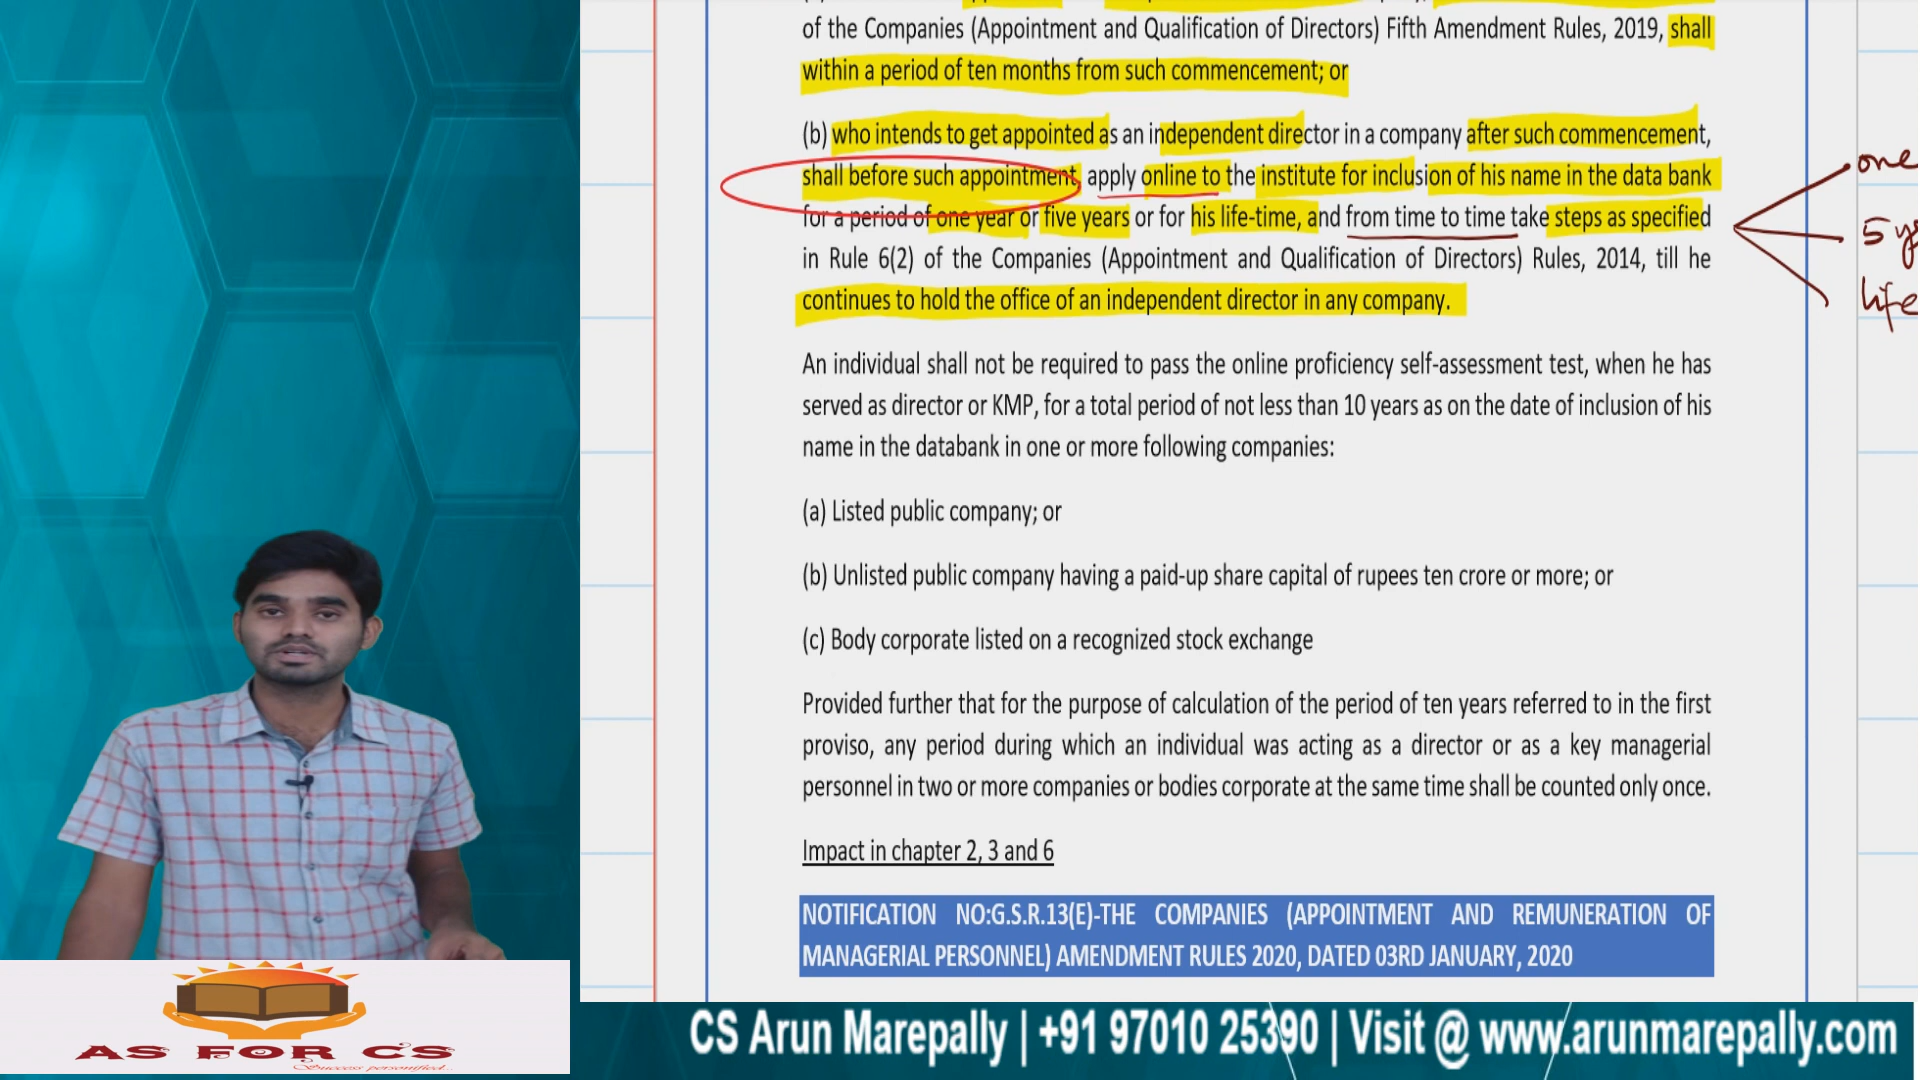 of the Companies (Appointment and Qualification of Directors) Fifth Amendment Rules, 2019, shall
within a period of ten months from such commencement; or
(b) who intends to get appointed as an independent director in a company after such commencement,
shall before such appointment, apply online to the institute for inclusion of his name in the data bank
for a period of one year or five years or for his life-time, and from time to time take steps as specified
in Rule 6(2) of the Companies (Appointment and Qualification of Directors) Rules, 2014, till he
continues to hold the office of an independent director in any company.
one
5 y
life
An individual shall not be required to pass the online proficiency self-assessment test, when he has
served as director or KMP, for a total period of not less than 10 years as on the date of inclusion of his
name in the databank in one or more following companies:
(a) Listed public company; or
(b) Unlisted public company having a paid-up share capital of rupees ten crore or more; or
(c) Body corporate listed on a recognized stock exchange
Provided further that for the purpose of calculation of the period of ten years referred to in the first
proviso, any period during which an individual was acting as a director or as a key managerial
personnel in two or more companies or bodies corporate at the same time shall be counted only once.
Impact in chapter 2, 3 and 6
NOTIFICATION NO:G.S.R.13(E)-THE COMPANIES (APPOINTMENT AND REMUNERATION OF
MANAGERIAL PERSONNEL) AMENDMENT RULES 2020, DATED 03RD JANUARY, 2020
AS FOR CS
Success personified...
CS Arun Marepally | +91 97010 25390 | Visit @ www.arunmarepally.com